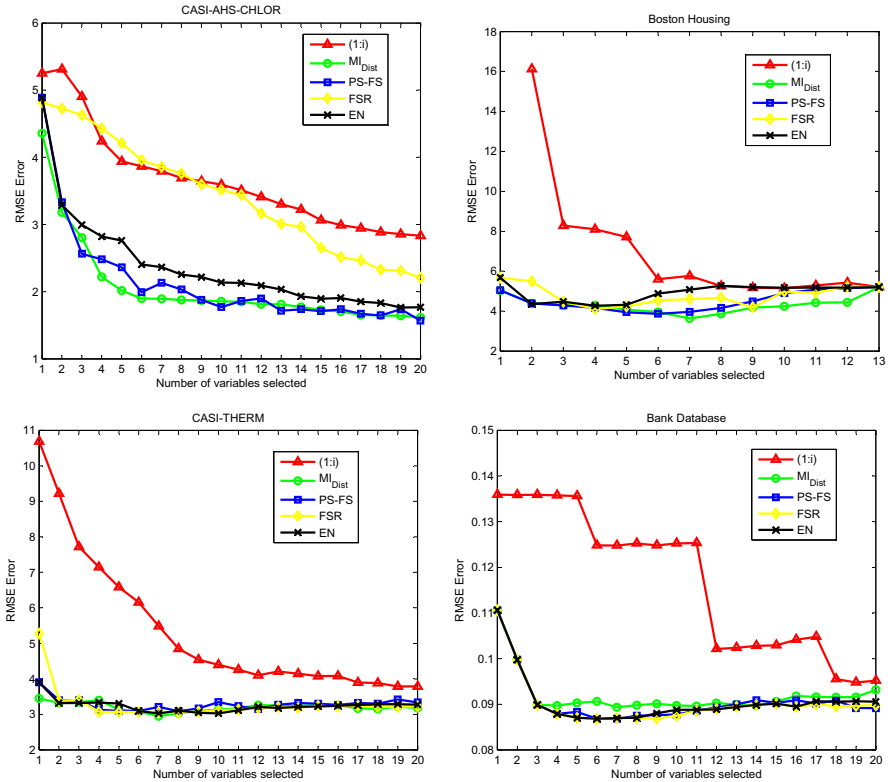 CASI-AHS-CHLOR
6
5
4
3
2
1
RMSE Error
(1:i)
MI_Dist
PS-FS
FSR
EN
1 2 3 4 5 6 7 8 9 10 11 12 13 14 15 16 17 18 19 20
Number of variables selected
Boston Housing
18
16
14
12
10
8
6
4
2
RMSE Error
(1:i)
MI_Dist
PS-FS
FSR
EN
1 2 3 4 5 6 7 8 9 10 11 12 13
Number of variables selected
CASI-THERM
11
10
9
8
7
6
5
4
3
2
RMSE Error
(1:i)
MI_Dist
PS-FS
FSR
EN
1 2 3 4 5 6 7 8 9 10 11 12 13 14 15 16 17 18 19 20
Number of variables selected
Bank Database
0.15
0.14
0.13
0.12
0.11
0.1
0.09
0.08
RMSE Error
(1:i)
MI_Dist
PS-FS
FSR
EN
1 2 3 4 5 6 7 8 9 10 11 12 13 14 15 16 17 18 19 20
Number of variables selected